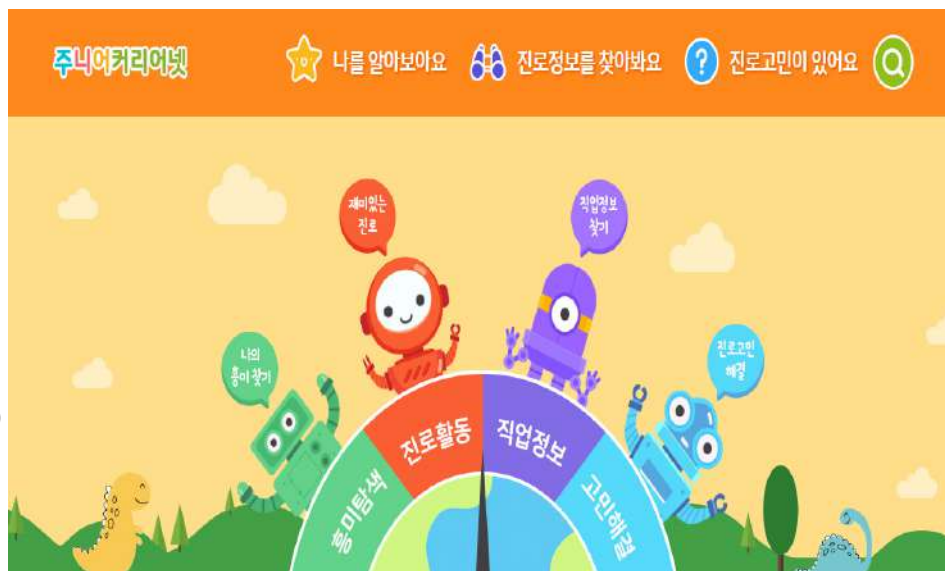 주니어커리어넷
나를 알아보아요
진로정보를 찾아봐요
?
진로고민이 있어요
재미있는
진로
직업정보
찾기
나의
흥미 찾기
진로고민
해결
흥미탐색
진로활동
직업정보
고민해결